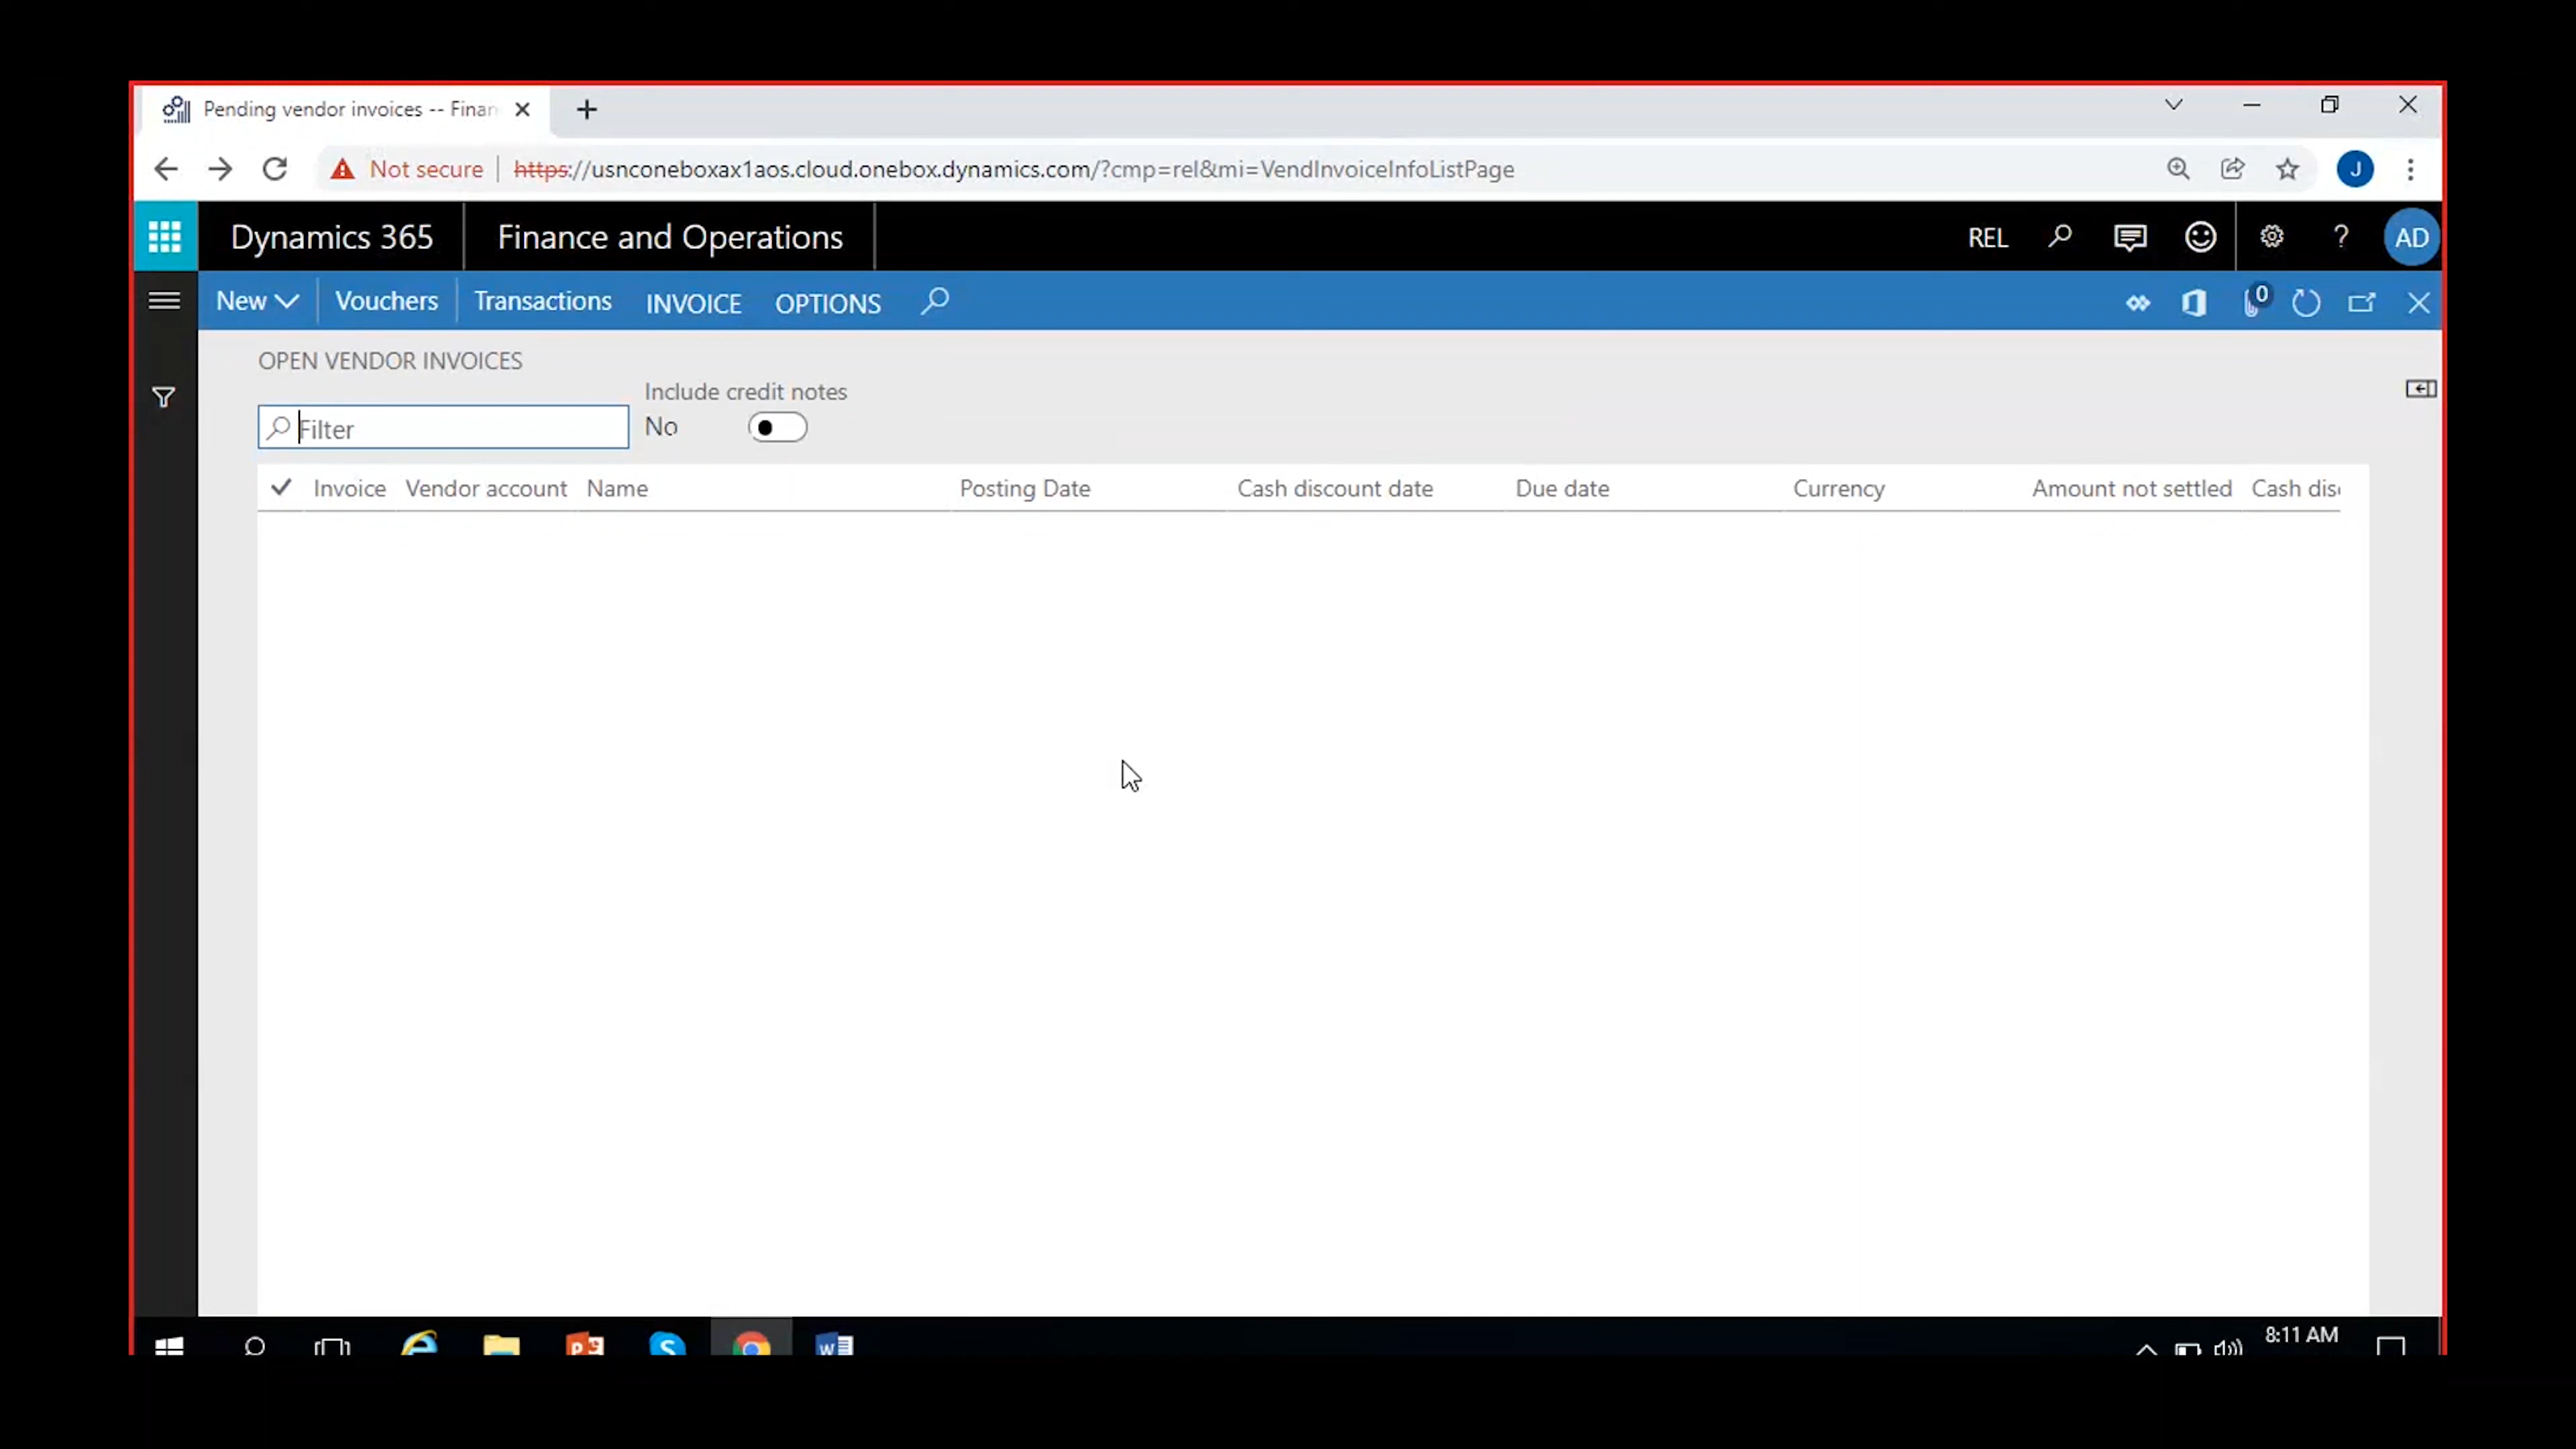 Pending vendor invoices -- Finan
Not secure https://usnconeboxax1aos.cloud.onebox.dynamics.com/?cmp=rel&mi=VendInvoiceInfoListPage J
Dynamics 365 Finance and Operations REL ? AD
New Vouchers Transactions INVOICE OPTIONS 0
OPEN VENDOR INVOICES
Include credit notes
Filter No
Invoice Vendor account Name Posting Date Cash discount date Due date Currency Amount not settled Cash dis
8:11 AM